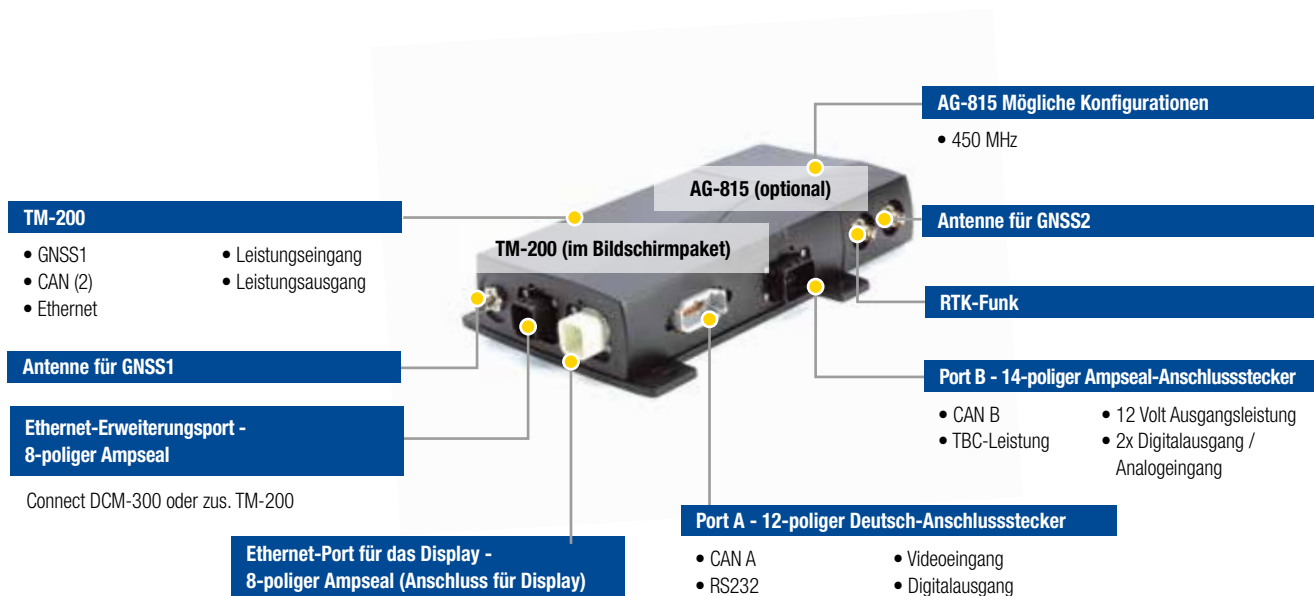 AG-815 Mögliche Konfigurationen
• 450 MHz
AG-815 (optional)
TM-200
• GNSS1
• CAN (2)
• Ethernet
• Leistungseingang
• Leistungsausgang
TM-200 (im Bildschirmpaket)
Antenne für GNSS2
RTK-Funk
Antenne für GNSS1
Port B - 14-poliger Ampseal-Anschlussstecker
• CAN B
• TBC-Leistung
• 12 Volt Ausgangsleistung
• 2x Digitalausgang /
Analogeingang
Ethernet-Erweiterungsport -
8-poliger Ampseal
Connect DCM-300 oder zus. TM-200
Port A - 12-poliger Deutsch-Anschlussstecker
• CAN A
• RS232
• Videoeingang
• Digitalausgang
Ethernet-Port für das Display -
8-poliger Ampseal (Anschluss für Display)